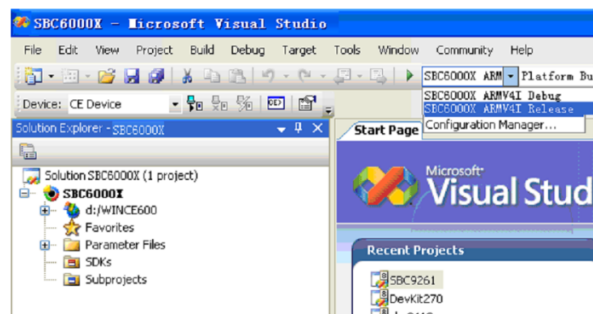 SBC6000X - Microsoft Visual Studio
File Edit View Project Build Debug Target Tools Window Community Help
SBC6000X ARM Platform Bu
Device: CE Device
SBC6000X ARMV4I Debug
SBC6000X ARMV4I Release
Configuration Manager...
Solution Explorer - SBC6000X
Start Page
Solution SBC6000X (1 project)
SBC6000X
d:/WINCE600
Favorites
Parameter Files
SDKs
Subprojects
Microsoft
Visual Stud
Recent Projects
SBC9261
DevKit270